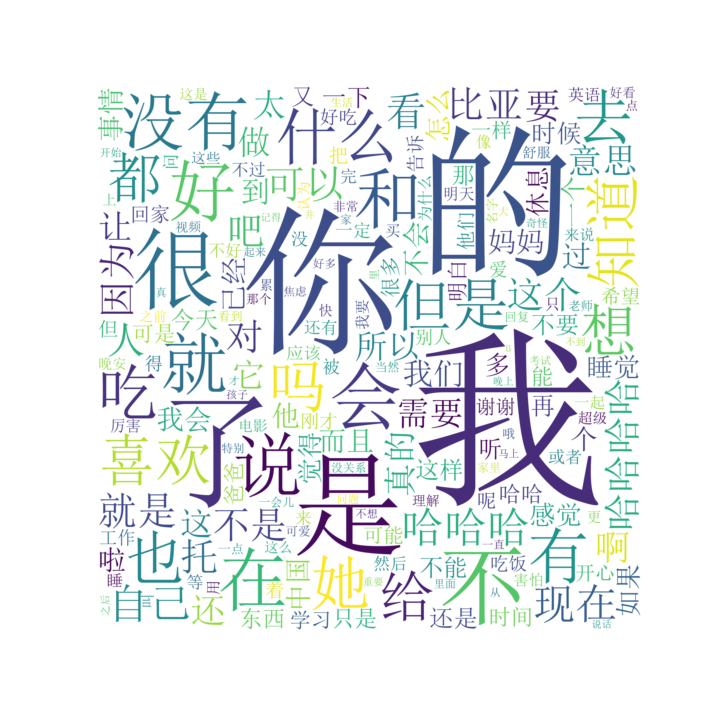 我
你
的
是
了
不
很
好
吃
就
会
说
她
在
也
有
想
都
去
和
没有
什么
知道
喜欢
但是
吗
给
可以
现在
自己
这个
因为
不是
就是
所以
需要
哈哈哈
哈哈哈哈
比亚
要
太
做
看
到
吧
对
让
人
它
他
还
这
托
啦
真的
觉得
而且
我们
妈妈
爸爸
中国
意思
休息
时候
怎么
告诉
不会
事情
已经
今天
回家
可是
但
我会
刚才
应该
被
得
厉害
电影
特别
没关系
一会儿
问题
不想
理解
呢
哈哈
听
谢谢
再
多
能
睡觉
希望
不要
别人
明白
很多
他们
明天
为什么
过
个
那
把
又
一下
好吃
生活
这是
开始
问
这些
不过
完
非常
认为
像
一样
英语
好看
点
舒服
名字
奇怪
来说
爱
只
老师
回复
不到
考试
晚上
当然
哦
马上
家里
超级
一起
或者
感觉
这样
可能
不能
吃饭
害怕
开心
如果
更
一直
里面
重要
从
说话
时间
还是
只是
学习
东西
然后
着
用
等
工作
睡
之后
一点
这么
可爱
来
孩子
才
晚安
之前
看到
真
累
那个
焦虑
好多
快
还有
我要
买
家
一定
记得
起来
没
不好
视频
上
里